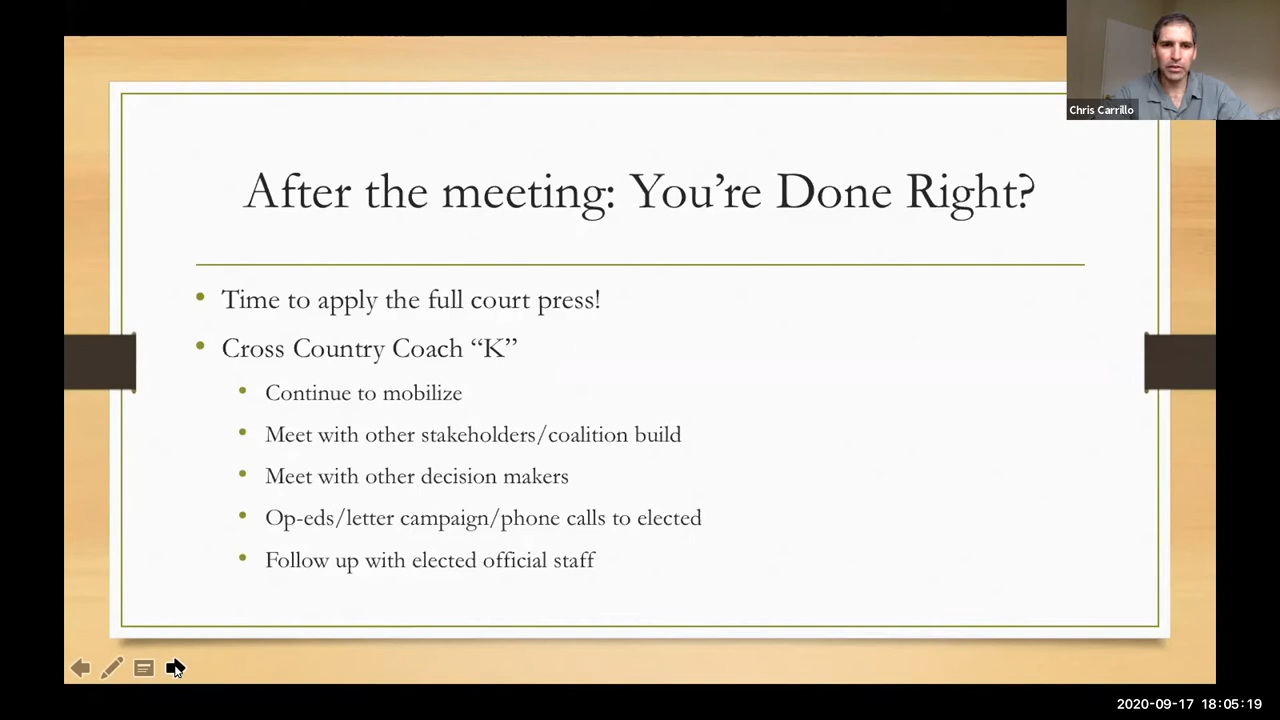 Chris Carrillo
After the meeting: You’re Done Right?
Time to apply the full court press!
Cross Country Coach “K”
Continue to mobilize
Meet with other stakeholders/coalition build
Meet with other decision makers
Op-eds/letter campaign/phone calls to elected
Follow up with elected official staff
2020-09-17 18:05:19